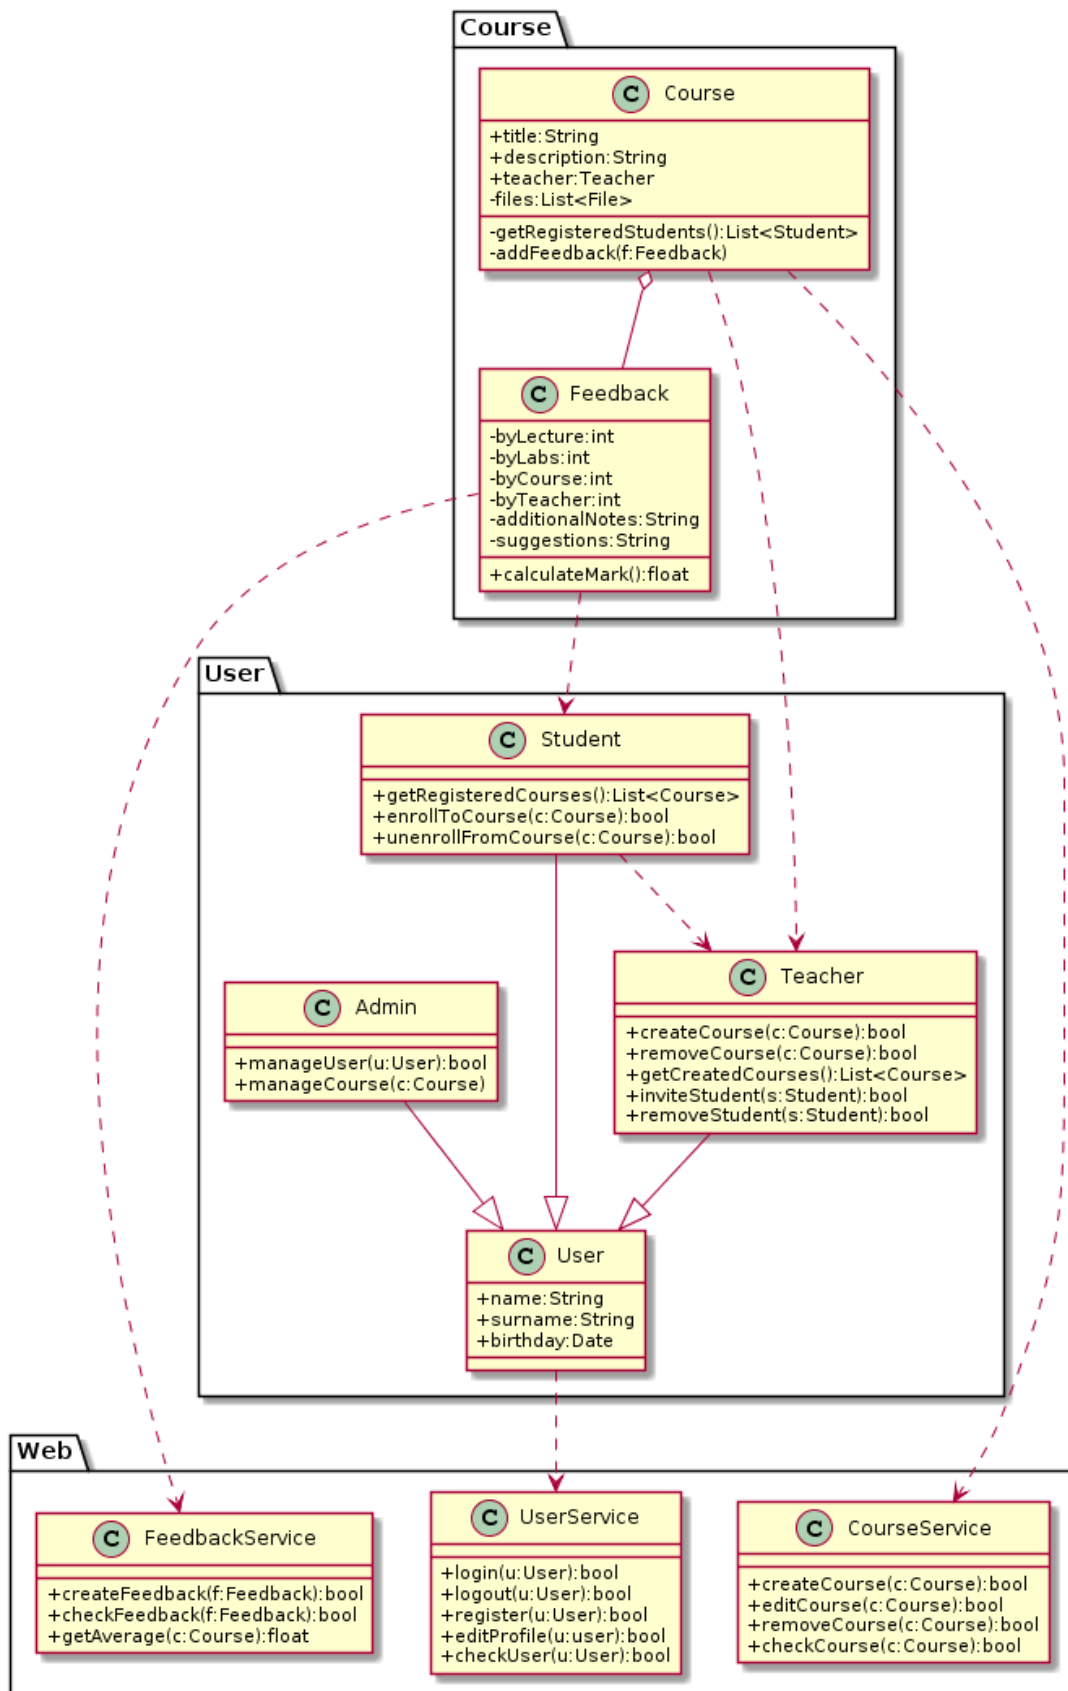 Course
C Course
+title:String
+description:String
+teacher:Teacher
-files:List<File>
-getRegisteredStudents():List<Student>
-addFeedback(f:Feedback)
C Feedback
-byLecture:int
-byLabs:int
-byCourse:int
-byTeacher:int
-additionalNotes:String
-suggestions:String
+calculateMark():float
User
C Student
+getRegisteredCourses():List<Course>
+enrollToCourse(c:Course):bool
+unenrollFromCourse(c:Course):bool
C Admin
+manageUser(u:User):bool
+manageCourse(c:Course)
C Teacher
+createCourse(c:Course):bool
+removeCourse(c:Course):bool
+getCreatedCourses():List<Course>
+inviteStudent(s:Student):bool
+removeStudent(s:Student):bool
C User
+name:String
+surname:String
+birthday:Date
Web
C FeedbackService
+createFeedback(f:Feedback):bool
+checkFeedback(f:Feedback):bool
+getAverage(c:Course):float
C UserService
+login(u:User):bool
+logout(u:User):bool
+register(u:User):bool
+editProfile(u:user):bool
+checkUser(u:User):bool
C CourseService
+createCourse(c:Course):bool
+editCourse(c:Course):bool
+removeCourse(c:Course):bool
+checkCourse(c:Course):bool